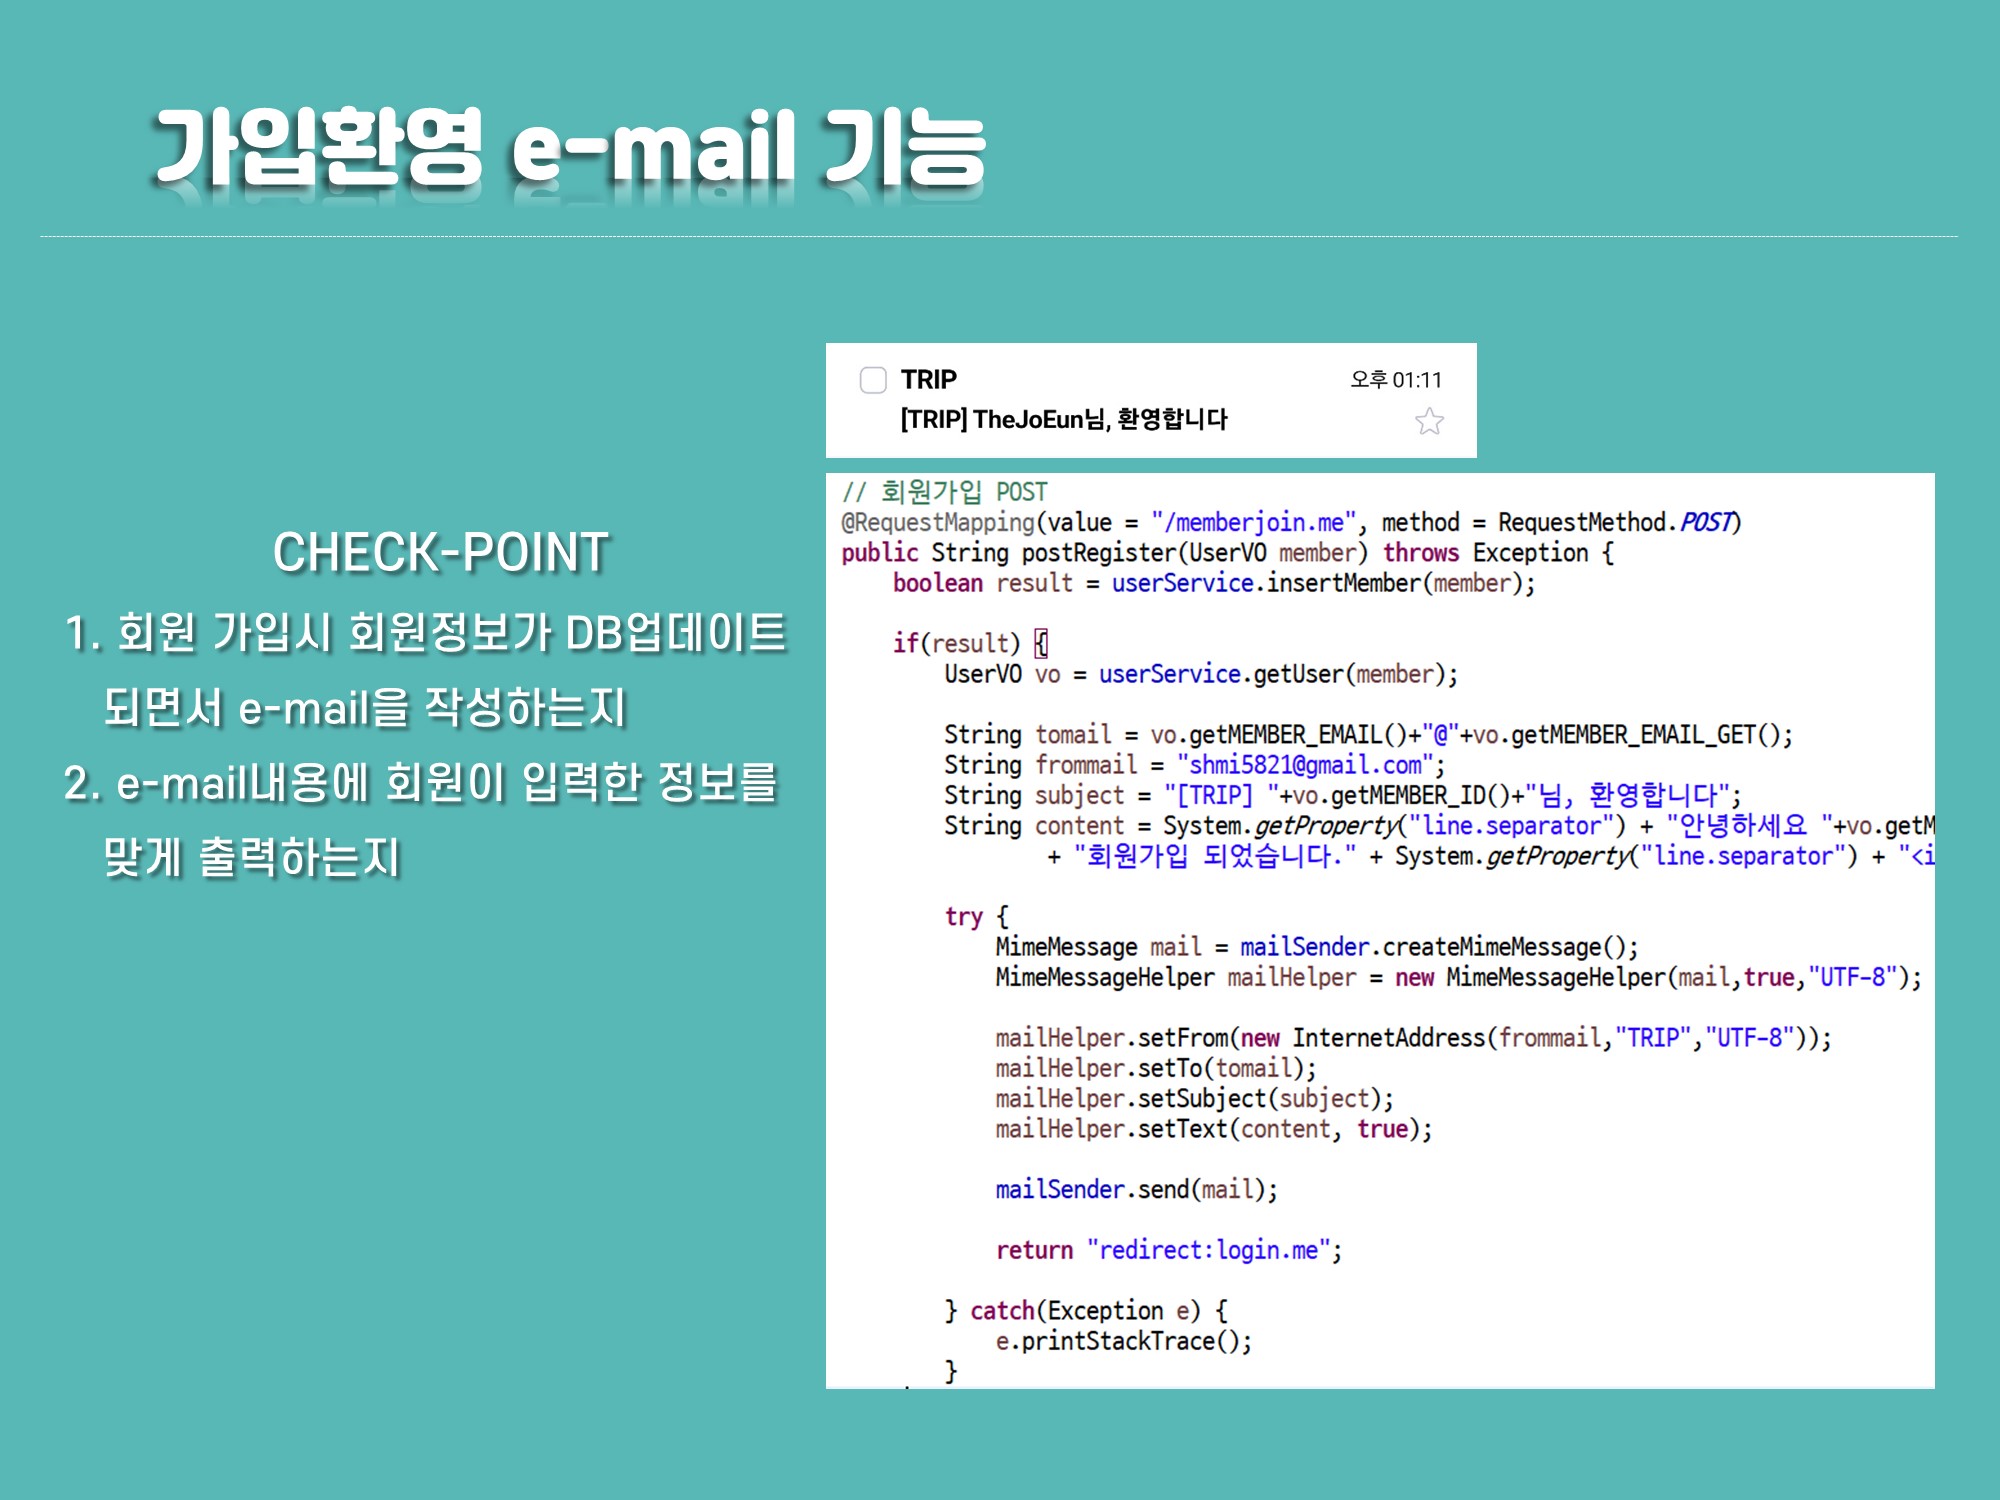 가입환영 e-mail 기능
CHECK-POINT
1. 회원 가입시 회원정보가 DB업데이트
되면서 e-mail을 작성하는지
2. e-mail내용에 회원이 입력한 정보를
맞게 출력하는지
TRIP 오후 01:11
[TRIP] TheJoEun님, 환영합니다
// 회원가입 POST
@RequestMapping(value = "/memberjoin.me", method = RequestMethod.POST)
public String postRegister(UserVO member) throws Exception {
    boolean result = userService.insertMember(member);
    if(result) {
        UserVO vo = userService.getUser(member);
        String tomail = vo.getMEMBER_EMAIL()+"@"+vo.getMEMBER_EMAIL_GET();
        String frommail = "shmi5821@gmail.com";
        String subject = "[TRIP] "+vo.getMEMBER_ID()+"님, 환영합니다";
        String content = System.getProperty("line.separator") + "안녕하세요 "+vo.getM
                + "회원가입 되었습니다." + System.getProperty("line.separator") + "<i
        try {
            MimeMessage mail = mailSender.createMimeMessage();
            MimeMessageHelper mailHelper = new MimeMessageHelper(mail,true,"UTF-8");
            mailHelper.setFrom(new InternetAddress(frommail,"TRIP","UTF-8"));
            mailHelper.setTo(tomail);
            mailHelper.setSubject(subject);
            mailHelper.setText(content, true);
            mailSender.send(mail);
            return "redirect:login.me";
        } catch(Exception e) {
            e.printStackTrace();
        }